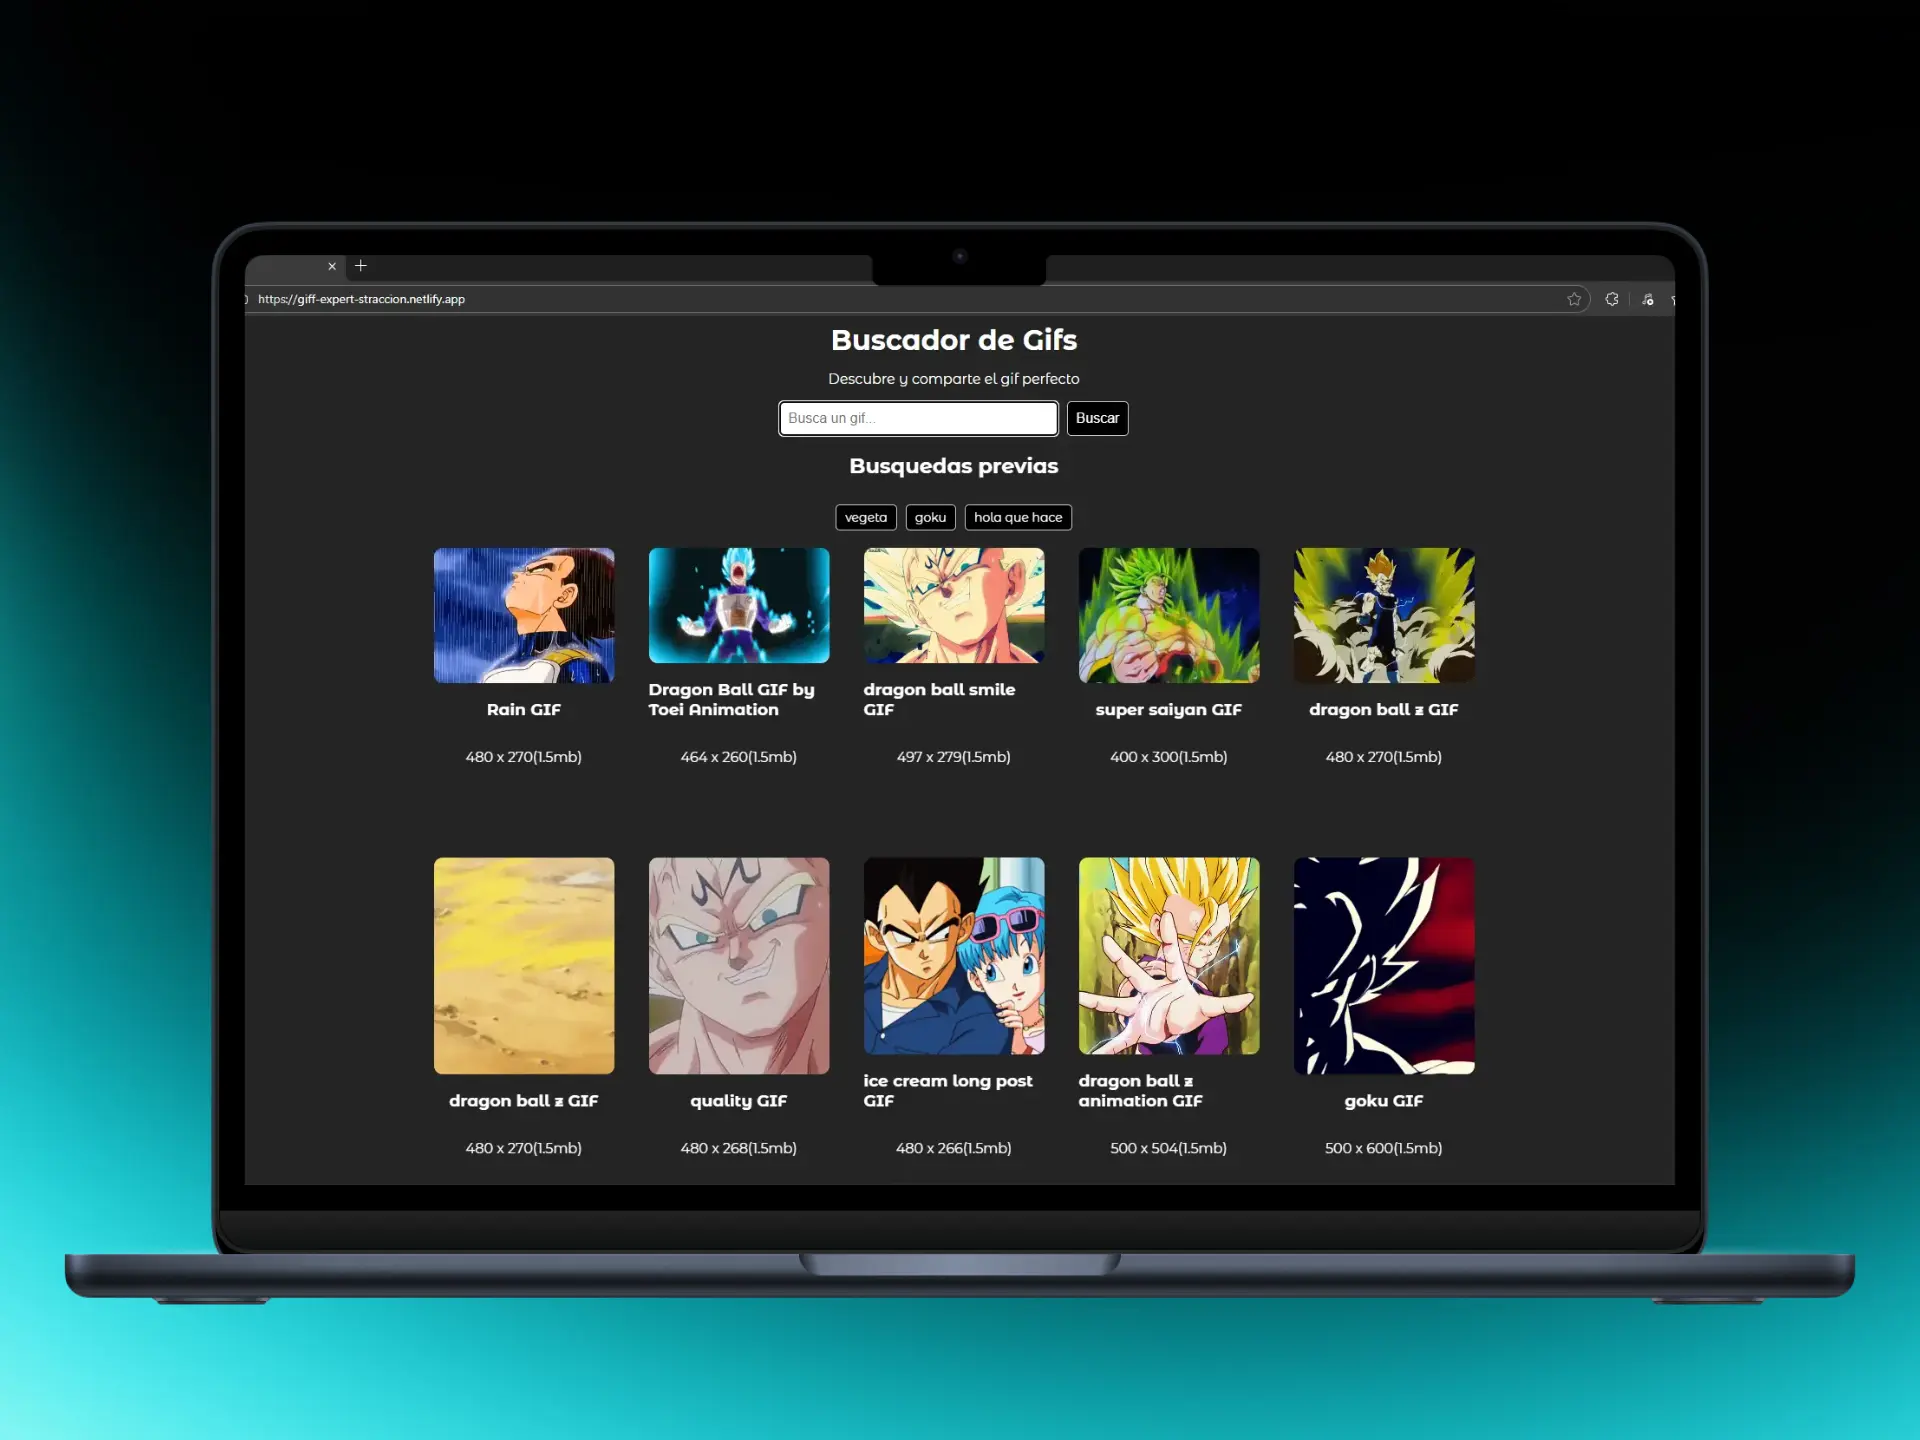 https://giff-expert-straccion.netlify.app
Buscador de Gifs
Descubre y comparte el gif perfecto
Busca un gif...
Buscar
Busquedas previas
vegeta
goku
hola que hace
Rain GIF
480 x 270(1.5mb)
Dragon Ball GIF by
Toei Animation
464 x 260(1.5mb)
dragon ball smile
GIF
497 x 279(1.5mb)
super saiyan GIF
400 x 300(1.5mb)
dragon ball z GIF
480 x 270(1.5mb)
dragon ball z GIF
480 x 270(1.5mb)
quality GIF
480 x 268(1.5mb)
ice cream long post
GIF
480 x 266(1.5mb)
dragon ball z
animation GIF
500 x 504(1.5mb)
goku GIF
500 x 600(1.5mb)